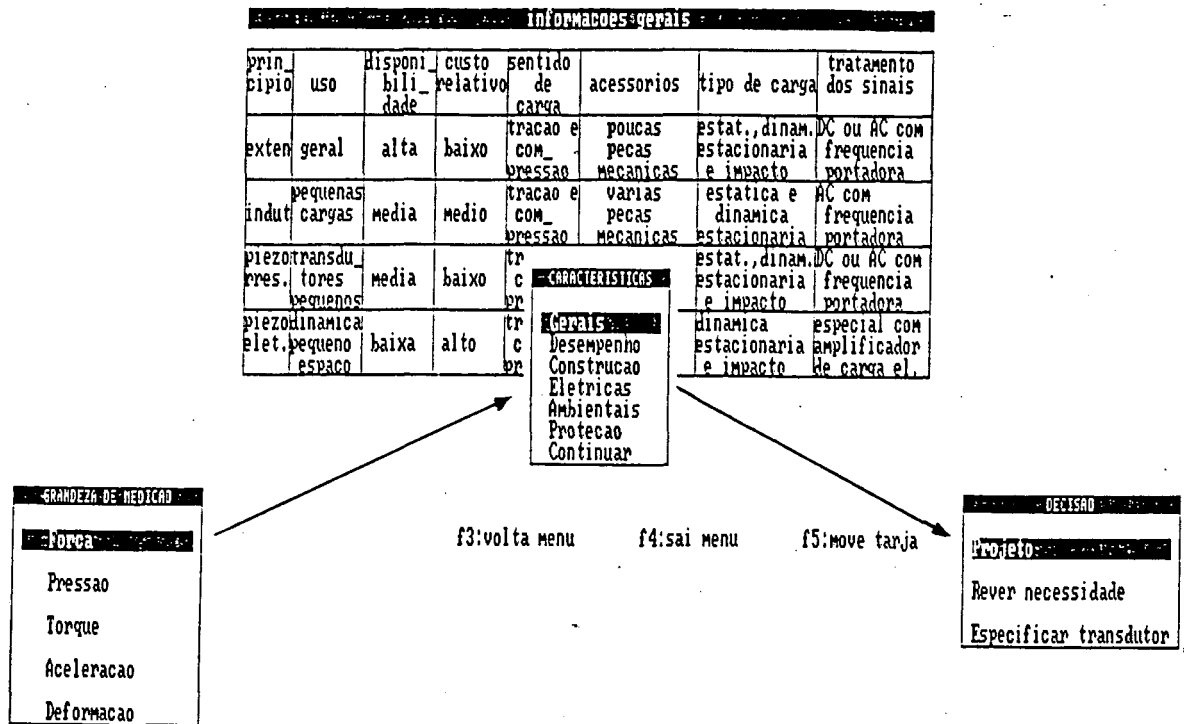 informacoes gerais
prin_ cipio uso disponi_ bili_ dade custo relativo sentido de carga acessorios tipo de carga tratamento dos sinais
exten geral alta baixo tracao e com_ pressao poucas pecas mecanicas estat.,dinam. estacionaria e impacto DC ou AC com frequencia portadora
indut pequenas cargas media medio tracao e com_ pressao varias pecas mecanicas estatica e dinamica estacionaria AC com frequencia portadora
piezo rres. transdu_ tores pequenos media baixo tr c pr estat.,dinam. estacionaria e impacto DC ou AC com frequencia portadora
piezo elet. dinamica pequeno espaco baixa alto tr c pr dinamica estacionaria e impacto especial com amplificador de carga el.
CARACTERISTICAS
Gerais
Desempenho
Construcao
Eletricas
Ambientais
Protecao
Continuar
GRANDEZA DE MEDICAO
Forca
Pressao
Torque
Aceleracao
Deformacao
f3:volta menu f4:sai menu f5:move tarja
DECISAO
Projeto
Rever necessidade
Especificar transdutor